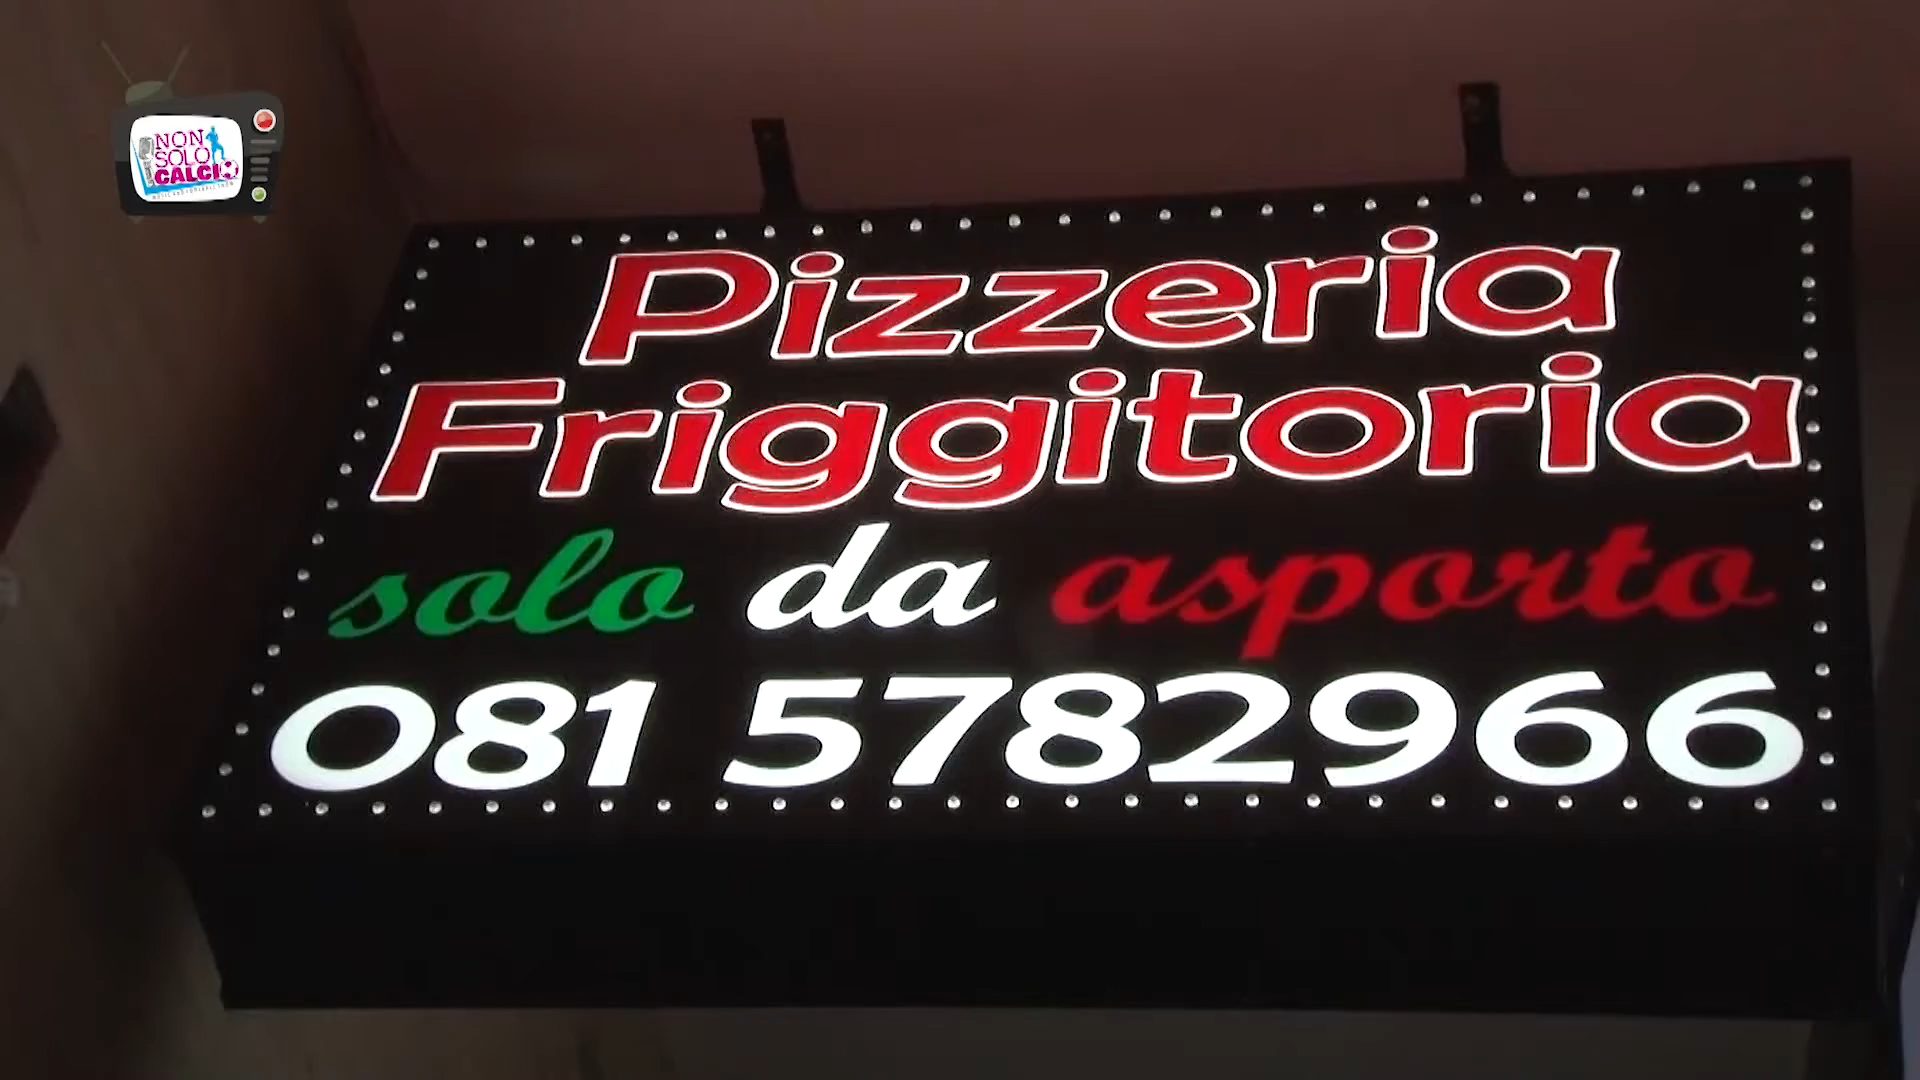 NON
SOLO
CALCIO
Pizzeria
Friggitoria
solo da asporto
081 5782966